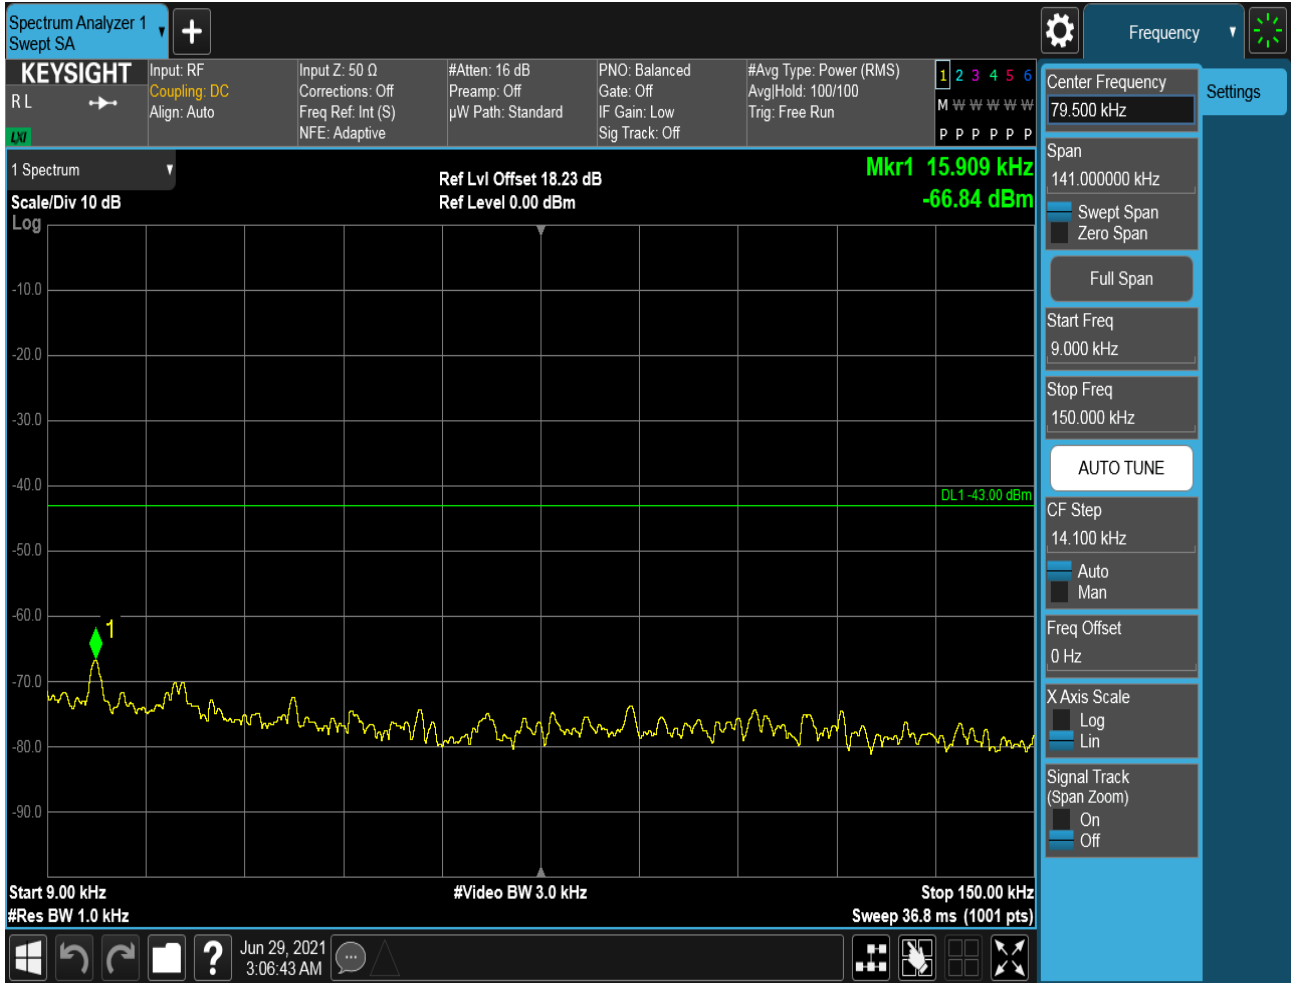 Spectrum Analyzer 1
Swept SA
Frequency
KEYSIGHT
R L
LXI
Input: RF
Coupling: DC
Align: Auto
Input Z: 50 Ω
Corrections: Off
Freq Ref: Int (S)
NFE: Adaptive
#Atten: 16 dB
Preamp: Off
µW Path: Standard
PNO: Balanced
Gate: Off
IF Gain: Low
Sig Track: Off
#Avg Type: Power (RMS)
Avg|Hold: 100/100
Trig: Free Run
1 2 3 4 5 6
M W W W W W
P P P P P P
1 Spectrum
Scale/Div 10 dB
Log
Ref Lvl Offset 18.23 dB
Ref Level 0.00 dBm
Mkr1 15.909 kHz
-66.84 dBm
-10.0
-20.0
-30.0
-40.0
DL1 -43.00 dBm
-50.0
-60.0
1
-70.0
-80.0
-90.0
Start 9.00 kHz
#Video BW 3.0 kHz
Stop 150.00 kHz
#Res BW 1.0 kHz
Sweep 36.8 ms (1001 pts)
?
Jun 29, 2021
3:06:43 AM
Center Frequency
79.500 kHz
Settings
Span
141.000000 kHz
Swept Span
Zero Span
Full Span
Start Freq
9.000 kHz
Stop Freq
150.000 kHz
AUTO TUNE
CF Step
14.100 kHz
Auto
Man
Freq Offset
0 Hz
X Axis Scale
Log
Lin
Signal Track
(Span Zoom)
On
Off